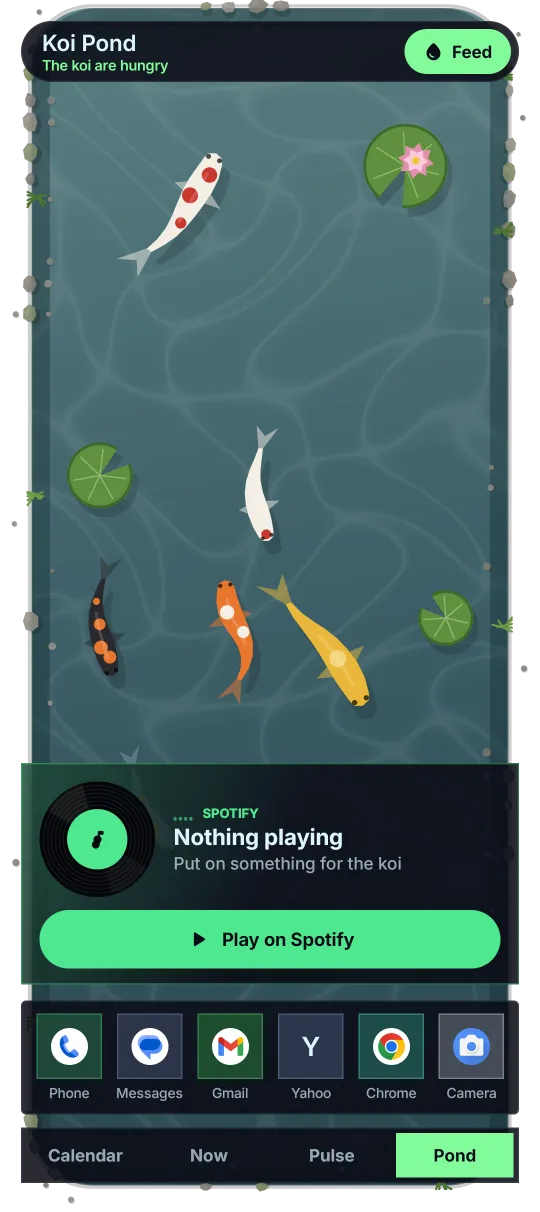 Koi Pond
The koi are hungry
Feed
SPOTIFY
Nothing playing
Put on something for the koi
Play on Spotify
Y
Phone
Messages
Gmail
Yahoo
Chrome
Camera
Calendar
Now
Pulse
Pond